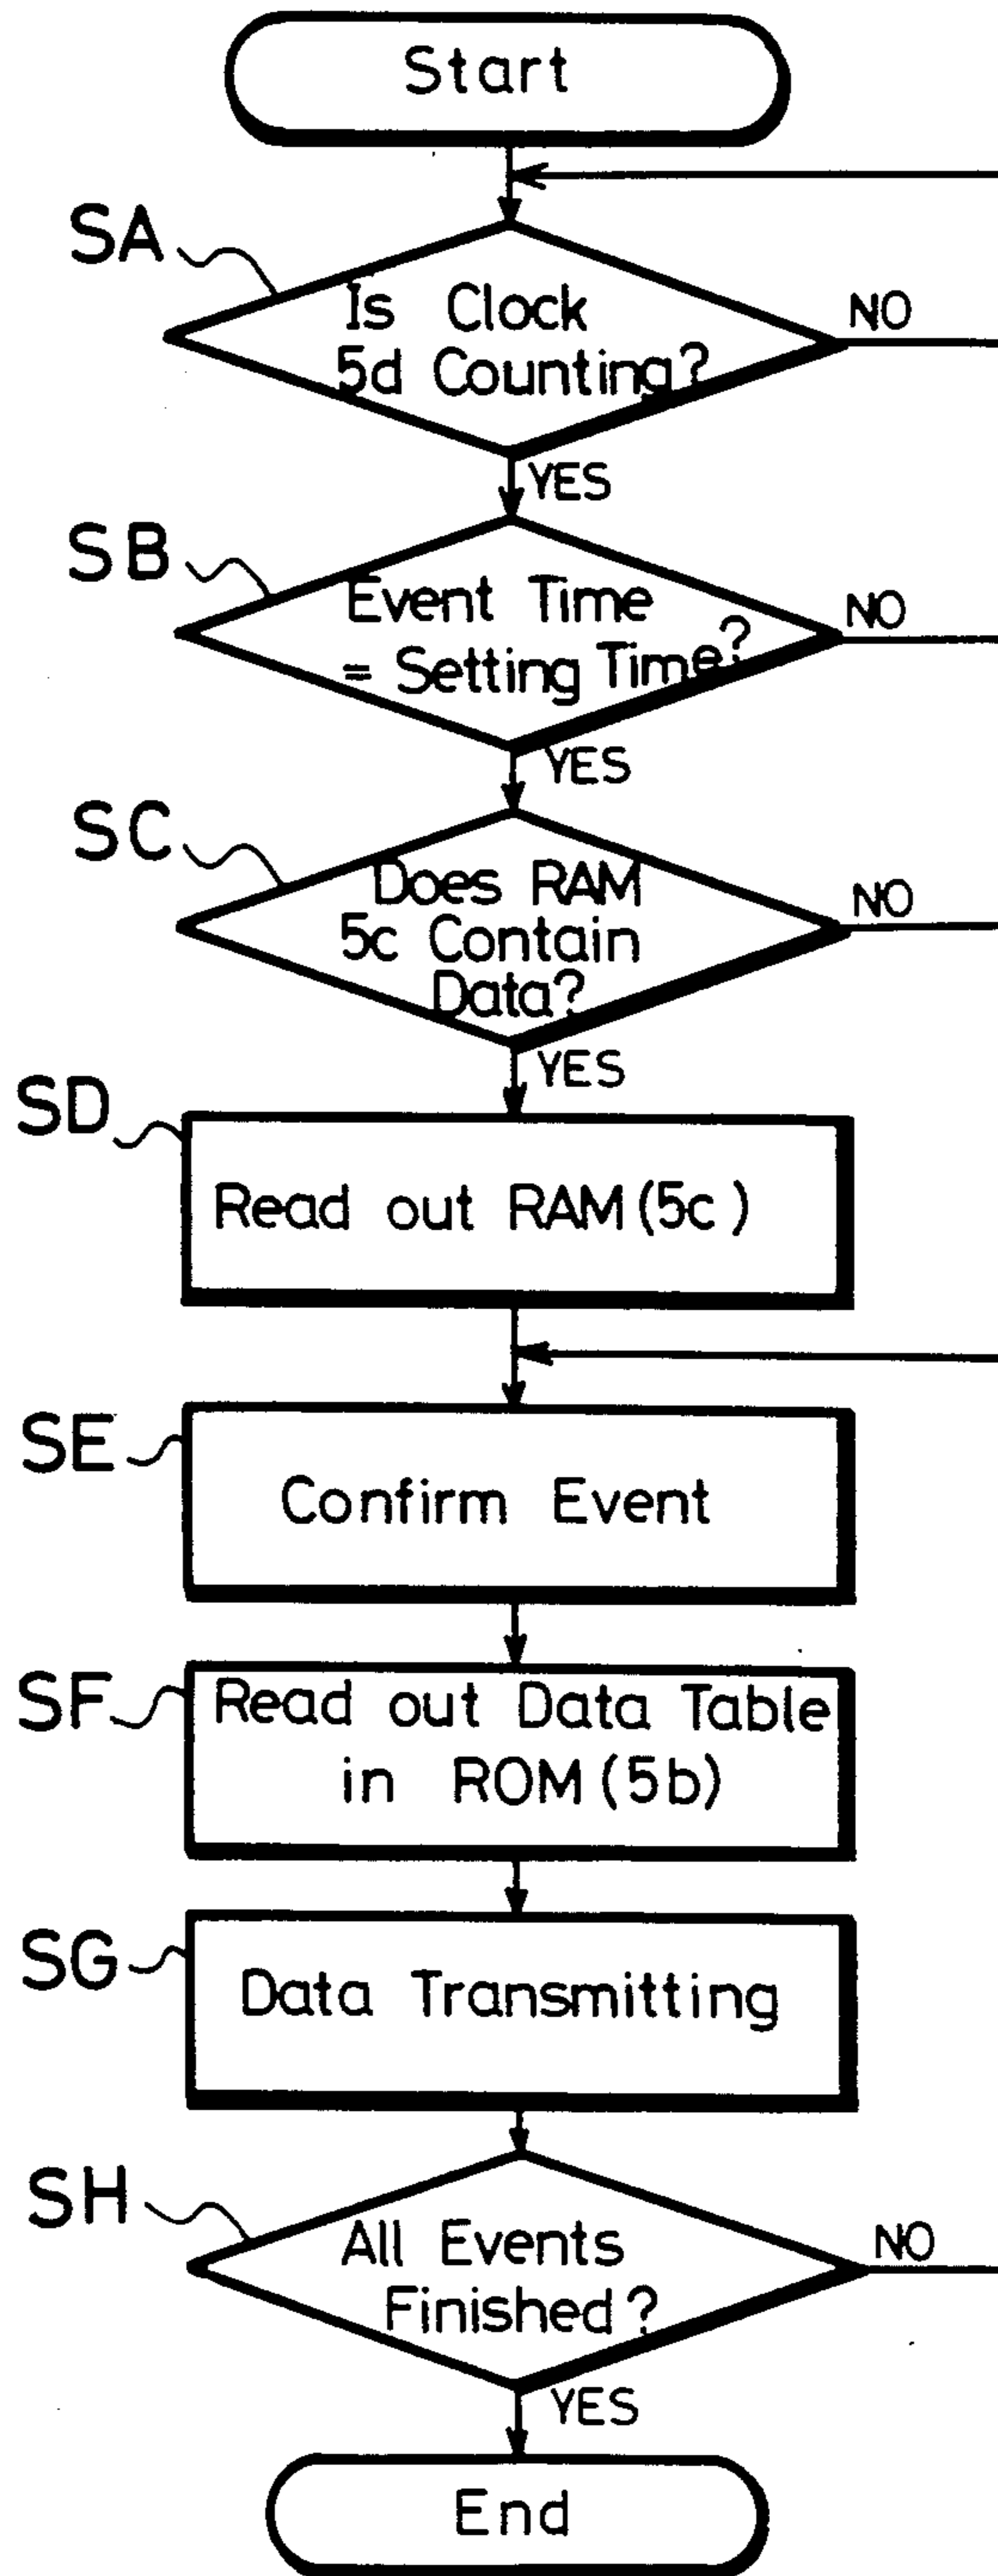 Start
SA
Is Clock
5d Counting?
NO
YES
SB
Event Time
= Setting Time?
NO
YES
SC
Does RAM
5c Contain
Data?
NO
YES
SD
Read out RAM (5c)
SE
Confirm Event
SF
Read out Data Table
in ROM (5b)
SG
Data Transmitting
SH
All Events
Finished?
NO
YES
End